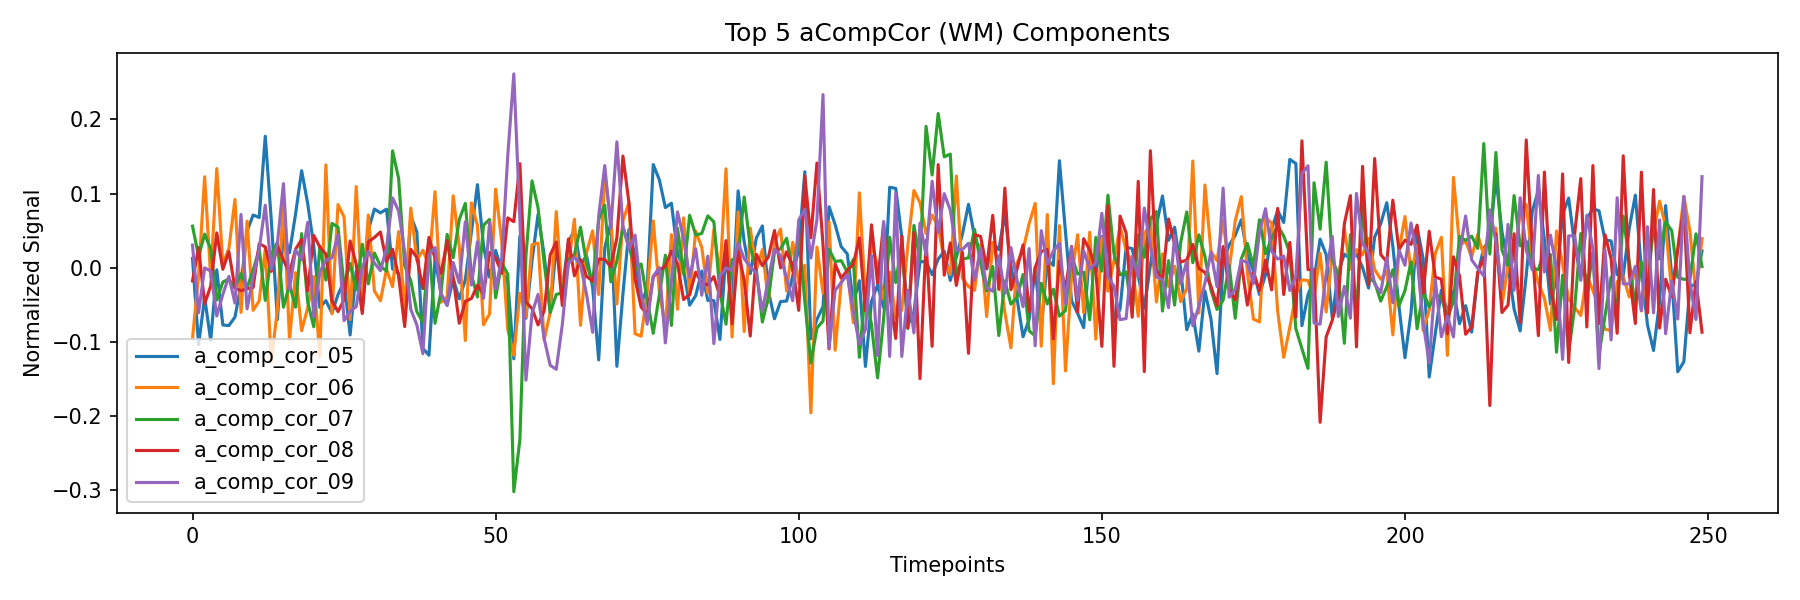 Top 5 aCompCor (WM) Components
Normalized Signal
0.2
0.1
0.0
−0.1
−0.2
−0.3
a_comp_cor_05
a_comp_cor_06
a_comp_cor_07
a_comp_cor_08
a_comp_cor_09
0 50 100 150 200 250
Timepoints